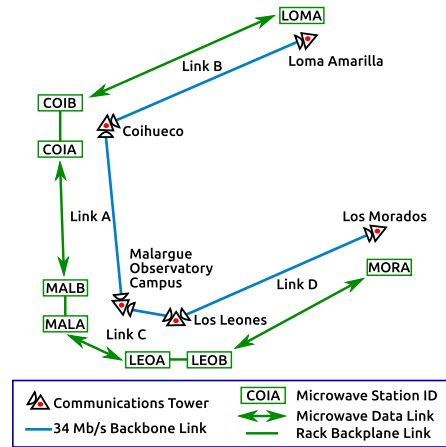 LOMA
Link B
Loma Amarilla
COIB
Coihueco
COIA
Link A
Los Morados
Malargue
Observatory
Campus
MORA
MALB
Link D
MALA
Link C
Los Leones
LEOA
LEOB
Communications Tower
34 Mb/s Backbone Link
COIA
Microwave Station ID
Microwave Data Link
Rack Backplane Link